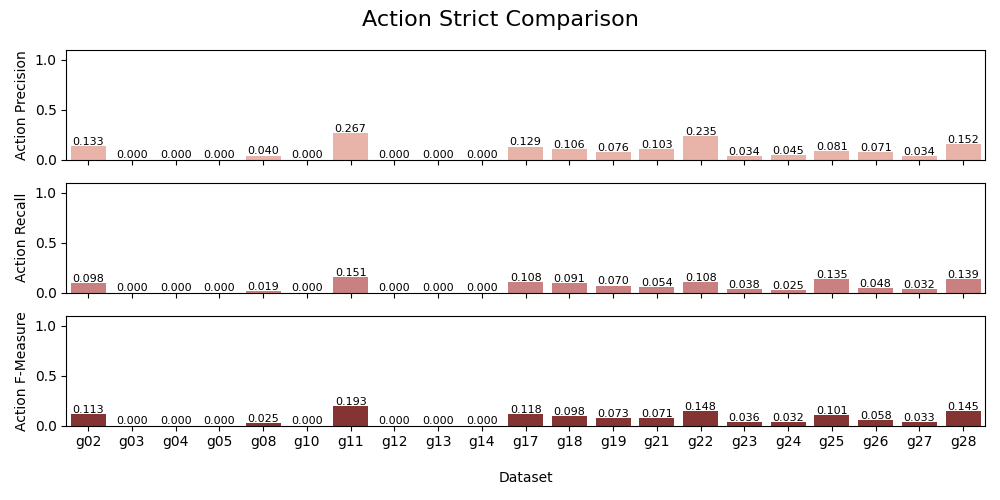 Action Strict Comparison
Action Precision
1.0
0.5
0.0
0.133 0.000 0.000 0.000 0.040 0.000 0.267 0.000 0.000 0.000 0.129 0.106 0.076 0.103 0.235 0.034 0.045 0.081 0.071 0.034 0.152
Action Recall
1.0
0.5
0.0
0.098 0.000 0.000 0.000 0.019 0.000 0.151 0.000 0.000 0.000 0.108 0.091 0.070 0.054 0.108 0.038 0.025 0.135 0.048 0.032 0.139
Action F-Measure
1.0
0.5
0.0
0.113 0.000 0.000 0.000 0.025 0.000 0.193 0.000 0.000 0.000 0.118 0.098 0.073 0.071 0.148 0.036 0.032 0.101 0.058 0.033 0.145
g02 g03 g04 g05 g08 g10 g11 g12 g13 g14 g17 g18 g19 g21 g22 g23 g24 g25 g26 g27 g28
Dataset